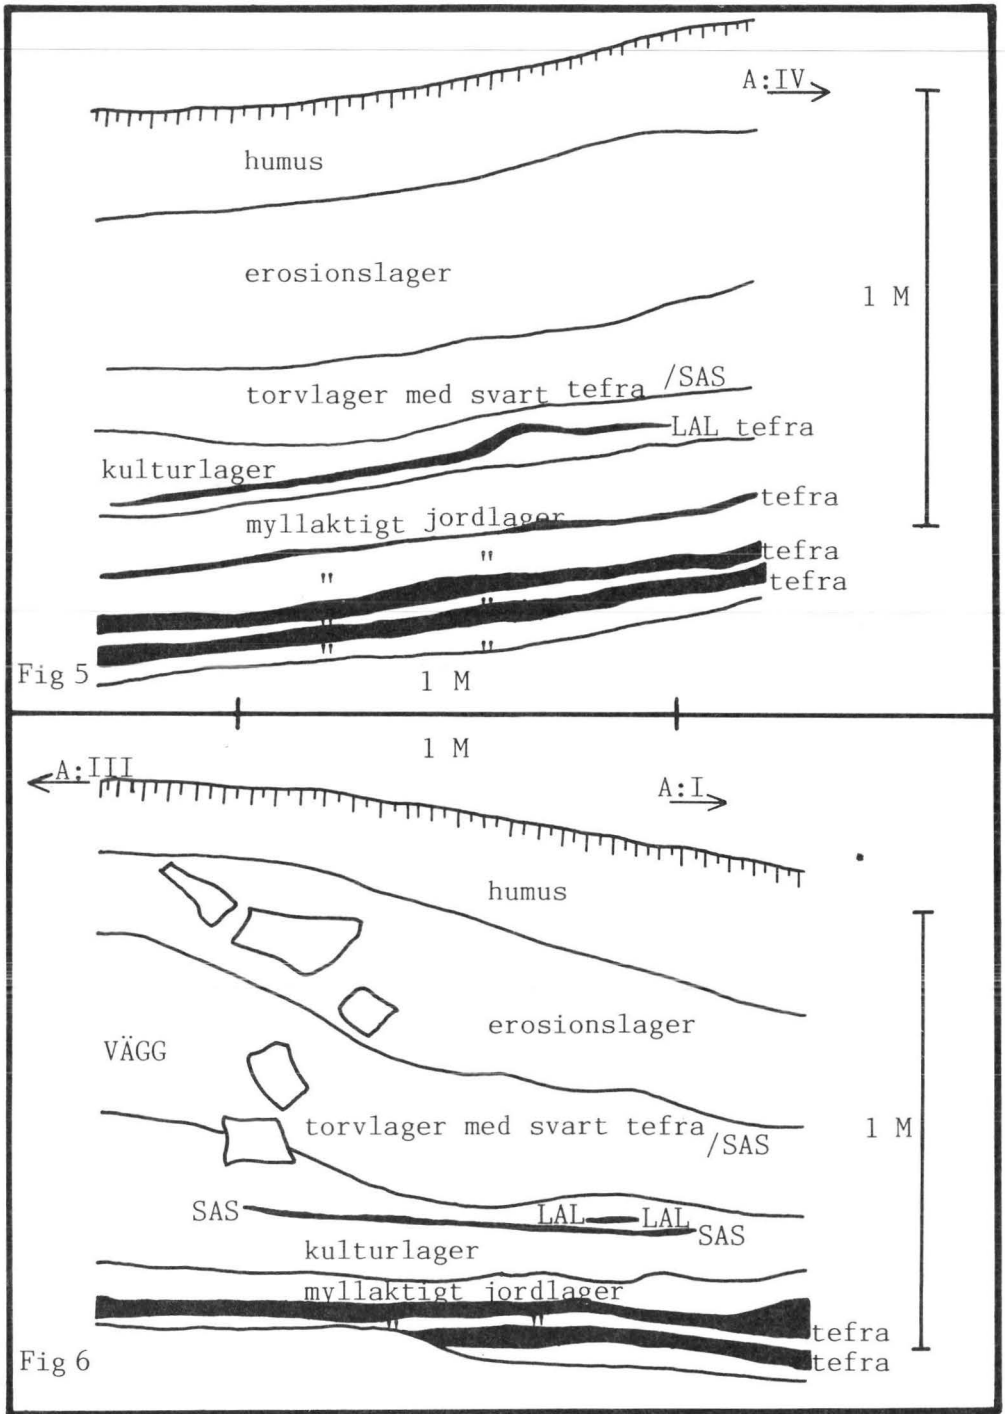 A:IV
humus
erosionslager
1 M
torvlager med svart tefra /SAS
LAL tefra
kulturlager
myllaktigt jordlager
tefra
"
"
tefra
tefra
"
"
"
"
Fig 5
1 M
1 M
A:III
A:I
humus
erosionslager
VÄGG
torvlager med svart tefra /SAS
1 M
SAS
LAL LAL
SAS
kulturlager
myllaktigt jordlager
"
"
tefra
tefra
Fig 6